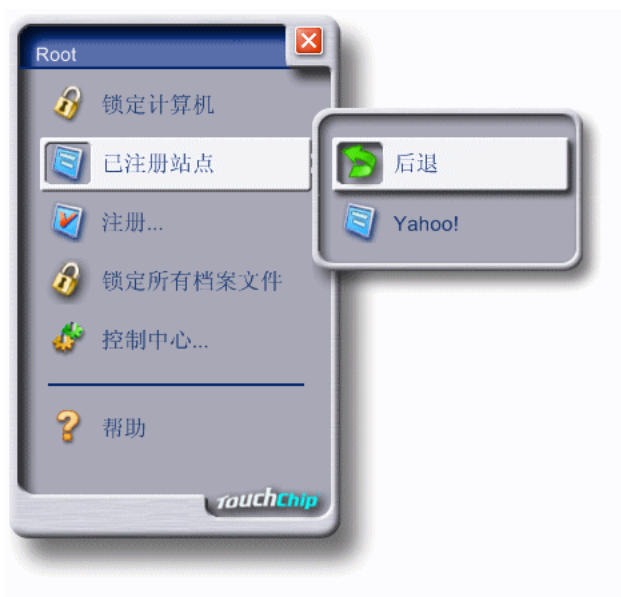 Root
锁定计算机
已注册站点
后退
注册...
Yahoo!
锁定所有档案文件
控制中心...
帮助
TouchChip